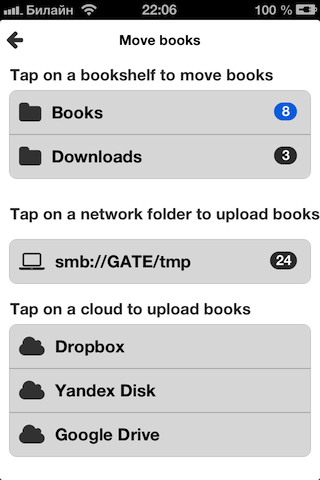 Билайн 22:06 100 %
Move books
Tap on a bookshelf to move books
Books 8
Downloads 3
Tap on a network folder to upload books
smb://GATE/tmp 24
Tap on a cloud to upload books
Dropbox
Yandex Disk
Google Drive